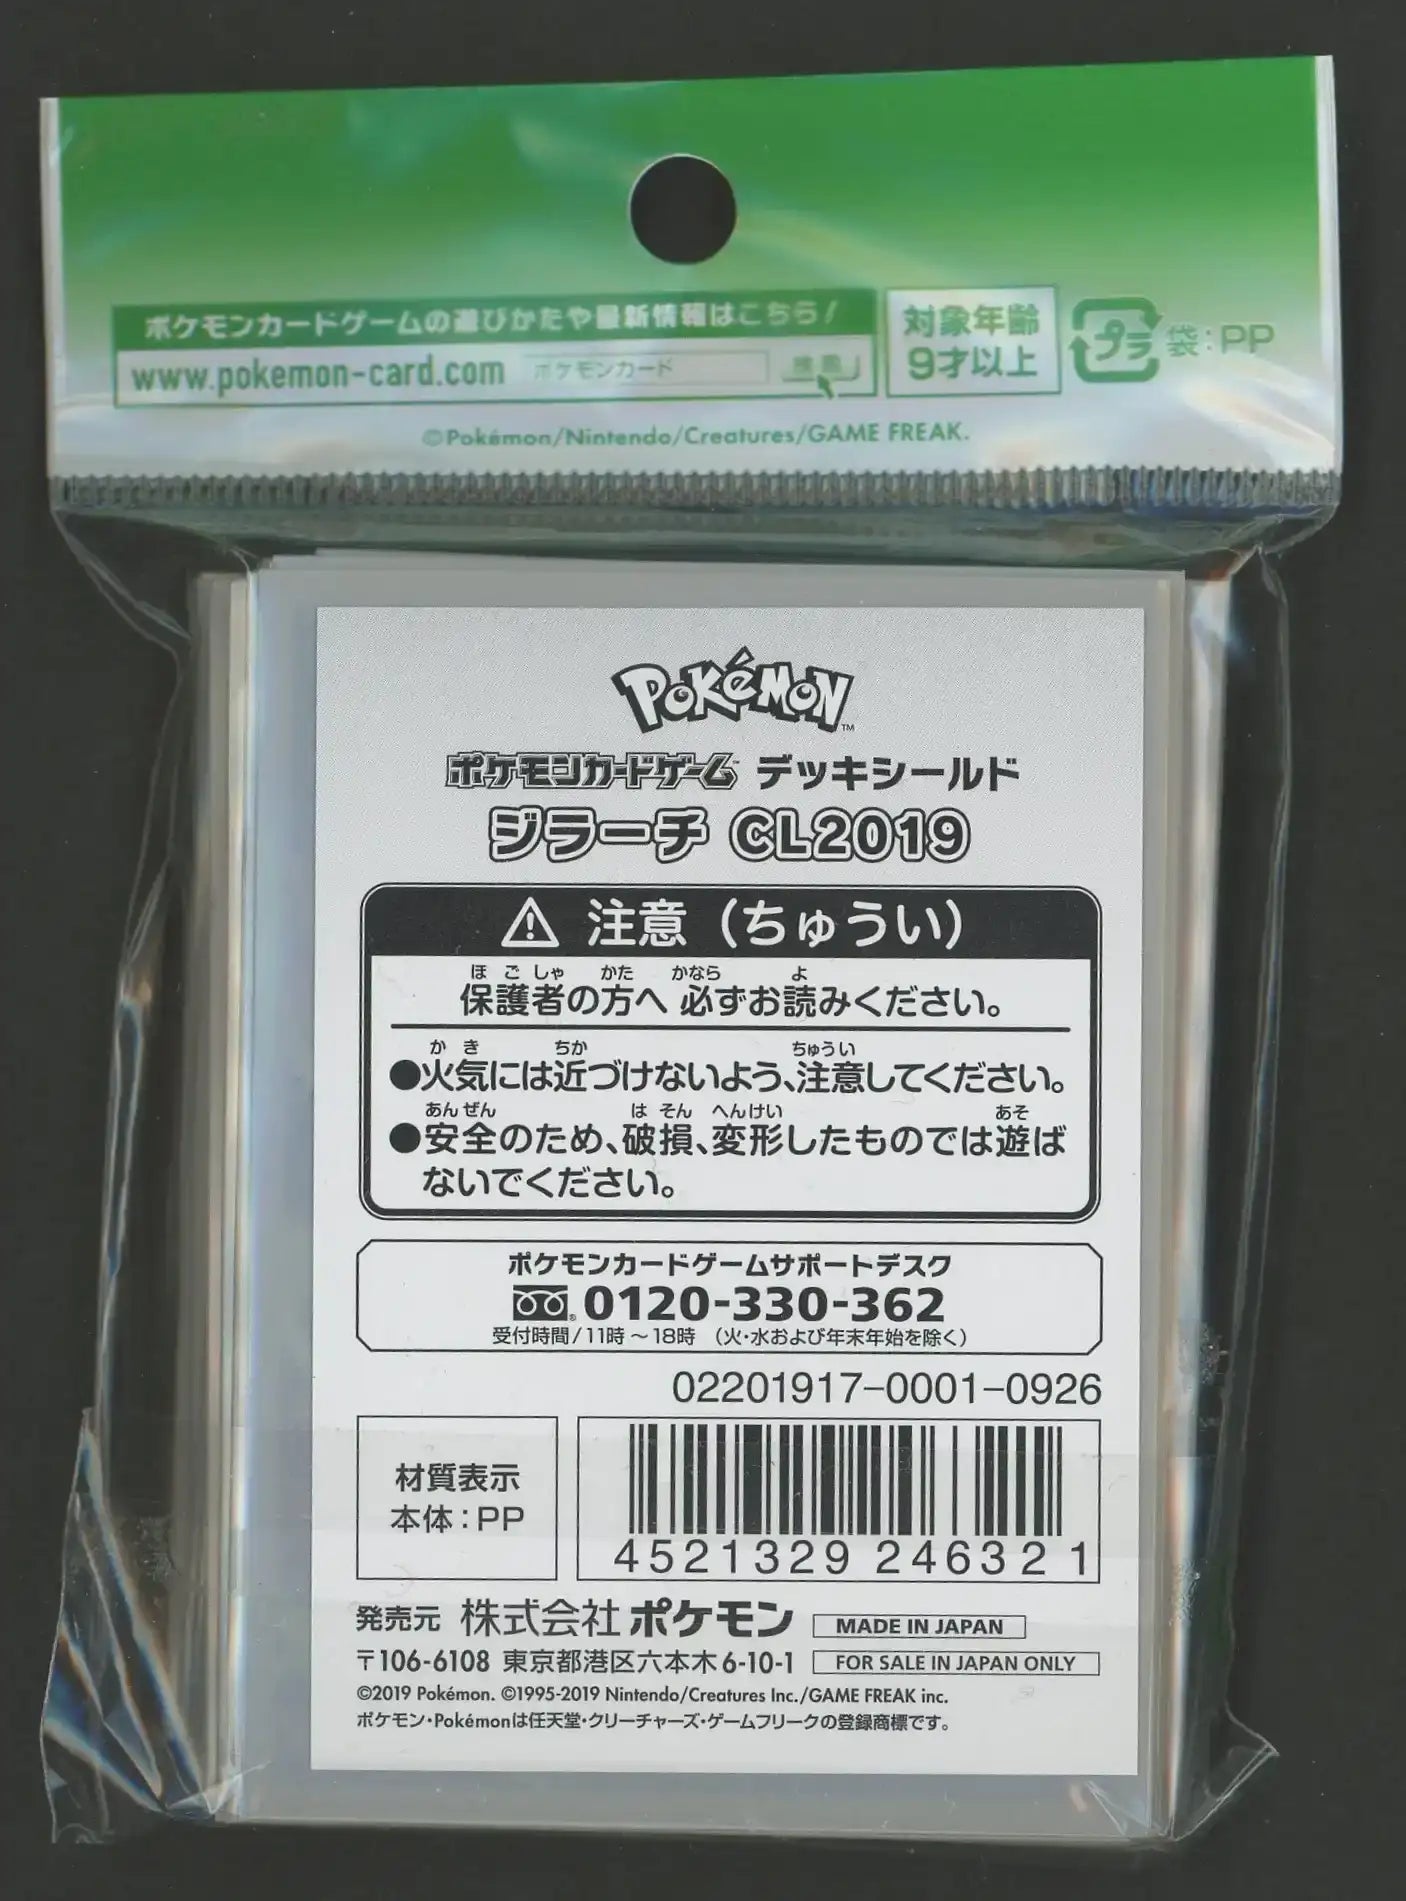 ポケモンカードゲームの遊びかたや最新情報はこちら!
www.pokemon-card.com ポケモンカード 検索
対象年齢
9才以上
プラ 袋:PP
©Pokémon/Nintendo/Creatures/GAME FREAK.
POKéMON™
ポケモンカードゲーム デッキシールド
ジラーチ CL2019
注意(ちゅうい)
ほ ご しゃ かた かなら よ
保護者の方へ 必ずお読みください。
か き ちか ちゅうい
●火気には近づけないよう、注意してください。
あんぜん は そん へんけい あそ
●安全のため、破損、変形したものでは遊ば
ないでください。
ポケモンカードゲームサポートデスク
0120-330-362
受付時間/11時~18時 (火・水および年末年始を除く)
02201917-0001-0926
材質表示
本体:PP
4521329 246321
発売元 株式会社ポケモン MADE IN JAPAN
〒106-6108 東京都港区六本木6-10-1 FOR SALE IN JAPAN ONLY
©2019 Pokémon. ©1995-2019 Nintendo/Creatures Inc./GAME FREAK inc.
ポケモン・Pokémonは任天堂・クリーチャーズ・ゲームフリークの登録商標です。